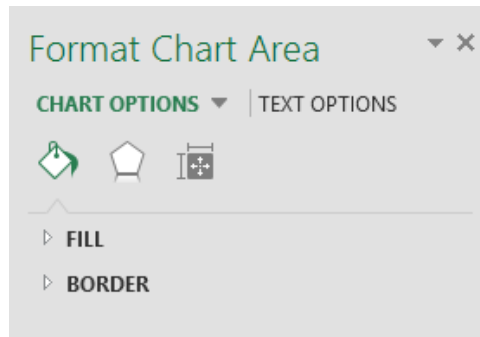 Format Chart Area
CHART OPTIONS TEXT OPTIONS
FILL
BORDER